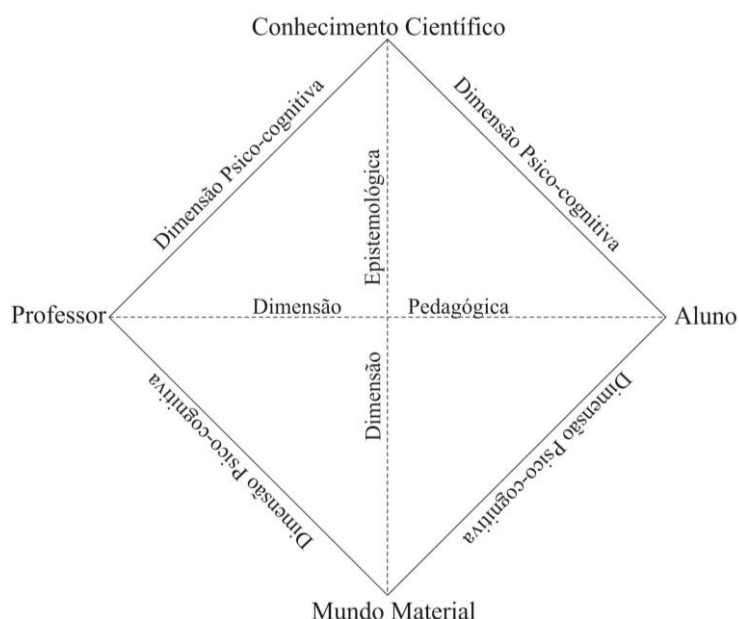 Conhecimento Científico
Dimensão Psico-cognitiva
Dimensão Psico-cognitiva
Epistemológica
Professor
Dimensão
Pedagógica
Aluno
Dimensão
Dimensão Psico-cognitiva
Dimensão Psico-cognitiva
Mundo Material